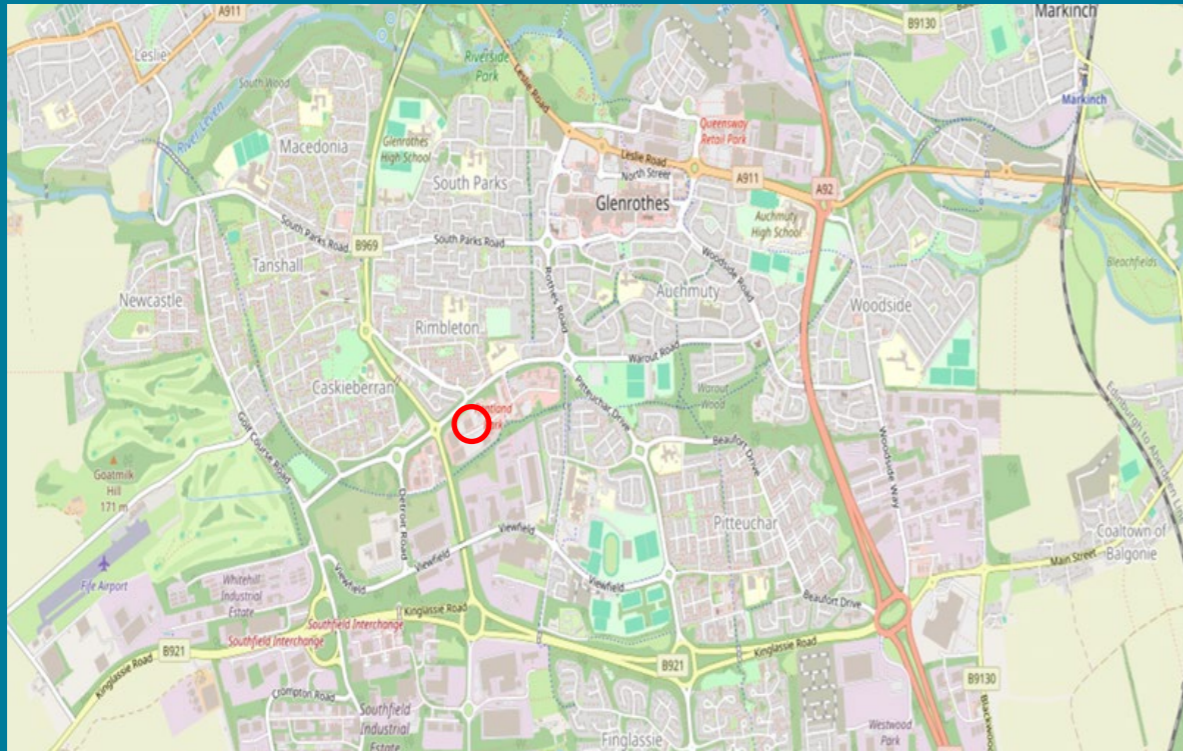 A911
B9130
Markinch
Leslie
Riverside
Park
South Wood
Leslie Road
River Leven
Markinch
Queensway
Retail Park
Macedonia
Glenrothes
High School
Leslie Road
North Street
A911
A92
South Parks
Glenrothes
Auchmuty
High School
South Parks Road
B969
South Parks Road
Woodside Road
Bleachfields
Tanshall
Rothes Road
Auchmuty
Woodside
Newcastle
Rimbleton
Warout Road
Caskieberran
Pitteuchar Drive
Warout
Wood
Edinburgh to Aberdeen Line
Golf Course Road
Beaufort Drive
Woodside Way
Goatmilk
Hill
171 m
Detroit Road
Viewfield
Pitteuchar
Coaltown of
Balgonie
Main Street
Fife Airport
Viewfield
Viewfield
Viewfield
Whitehill
Industrial
Estate
Beaufort Drive
Kinglassie Road
Southfield Interchange
Southfield Interchange
Kinglassie Road
B921
B921
Kinglassie Road
Crompton Road
B9130
Southfield
Industrial
Estate
Westwood
Park
Finglassie